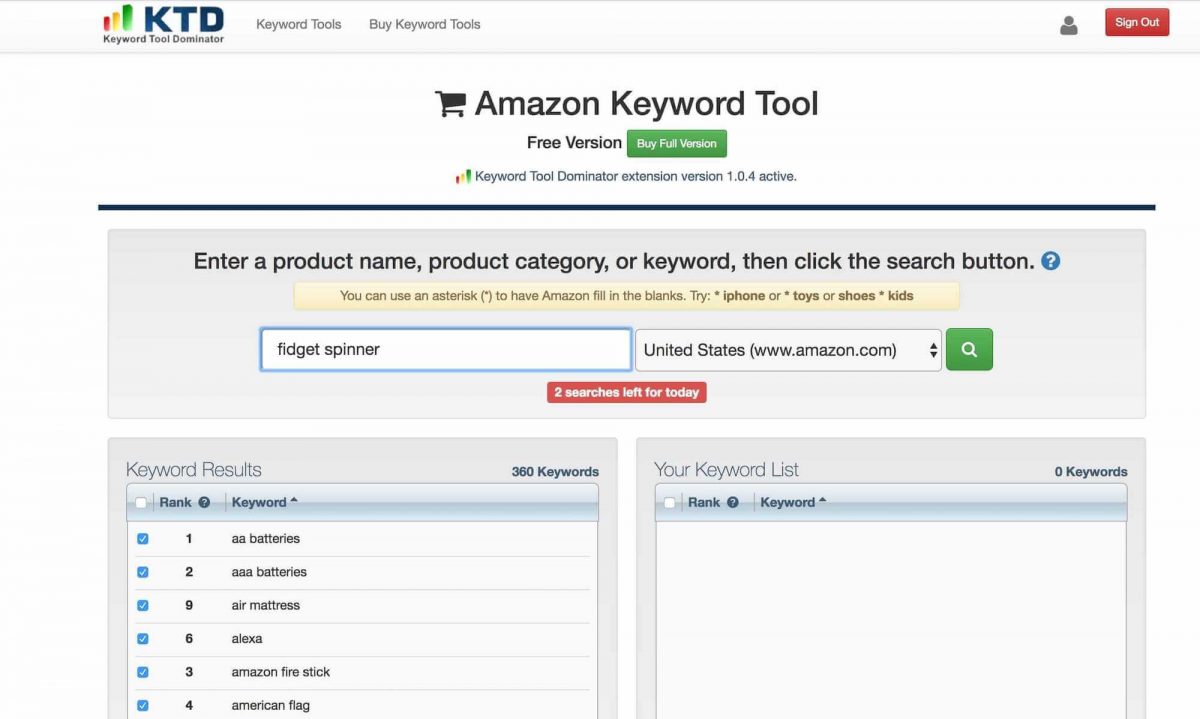 KTD
Keyword Tool Dominator
Keyword Tools
Buy Keyword Tools
Sign Out
Amazon Keyword Tool
Free Version
Buy Full Version
Keyword Tool Dominator extension version 1.0.4 active.
Enter a product name, product category, or keyword, then click the search button. ?
You can use an asterisk (*) to have Amazon fill in the blanks. Try: * iphone or * toys or shoes * kids
fidget spinner
United States (www.amazon.com)
2 searches left for today
Keyword Results
360 Keywords
Rank ? Keyword
1 aa batteries
2 aaa batteries
9 air mattress
6 alexa
3 amazon fire stick
4 american flag
Your Keyword List
0 Keywords
Rank ? Keyword